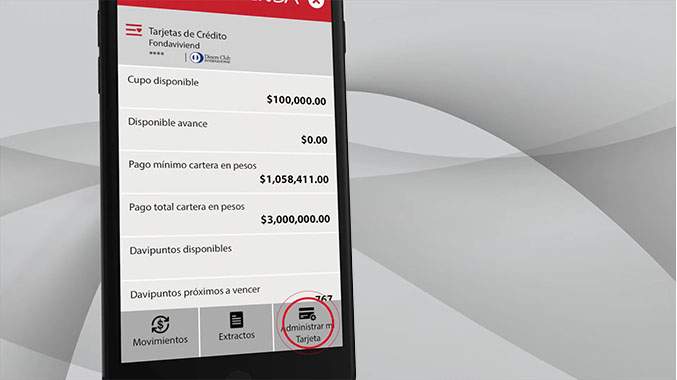 Tarjetas de Crédito
Fondaviviend
**** | Diners Club
INTERNATIONAL
Cupo disponible
$100,000.00
Disponible avance
$0.00
Pago mínimo cartera en pesos
$1,058,411.00
Pago total cartera en pesos
$3,000,000.00
Davipuntos disponibles
Davipuntos próximos a vencer
767
Movimientos
Extractos
Administrar mi
Tarjeta